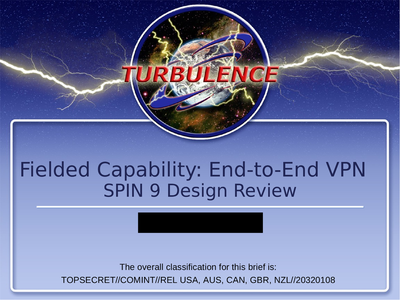 TURBULENCE
Fielded Capability: End-to-End VPN
SPIN 9 Design Review
The overall classification for this brief is:
TOPSECRET//COMINT//REL USA, AUS, CAN, GBR, NZL//20320108